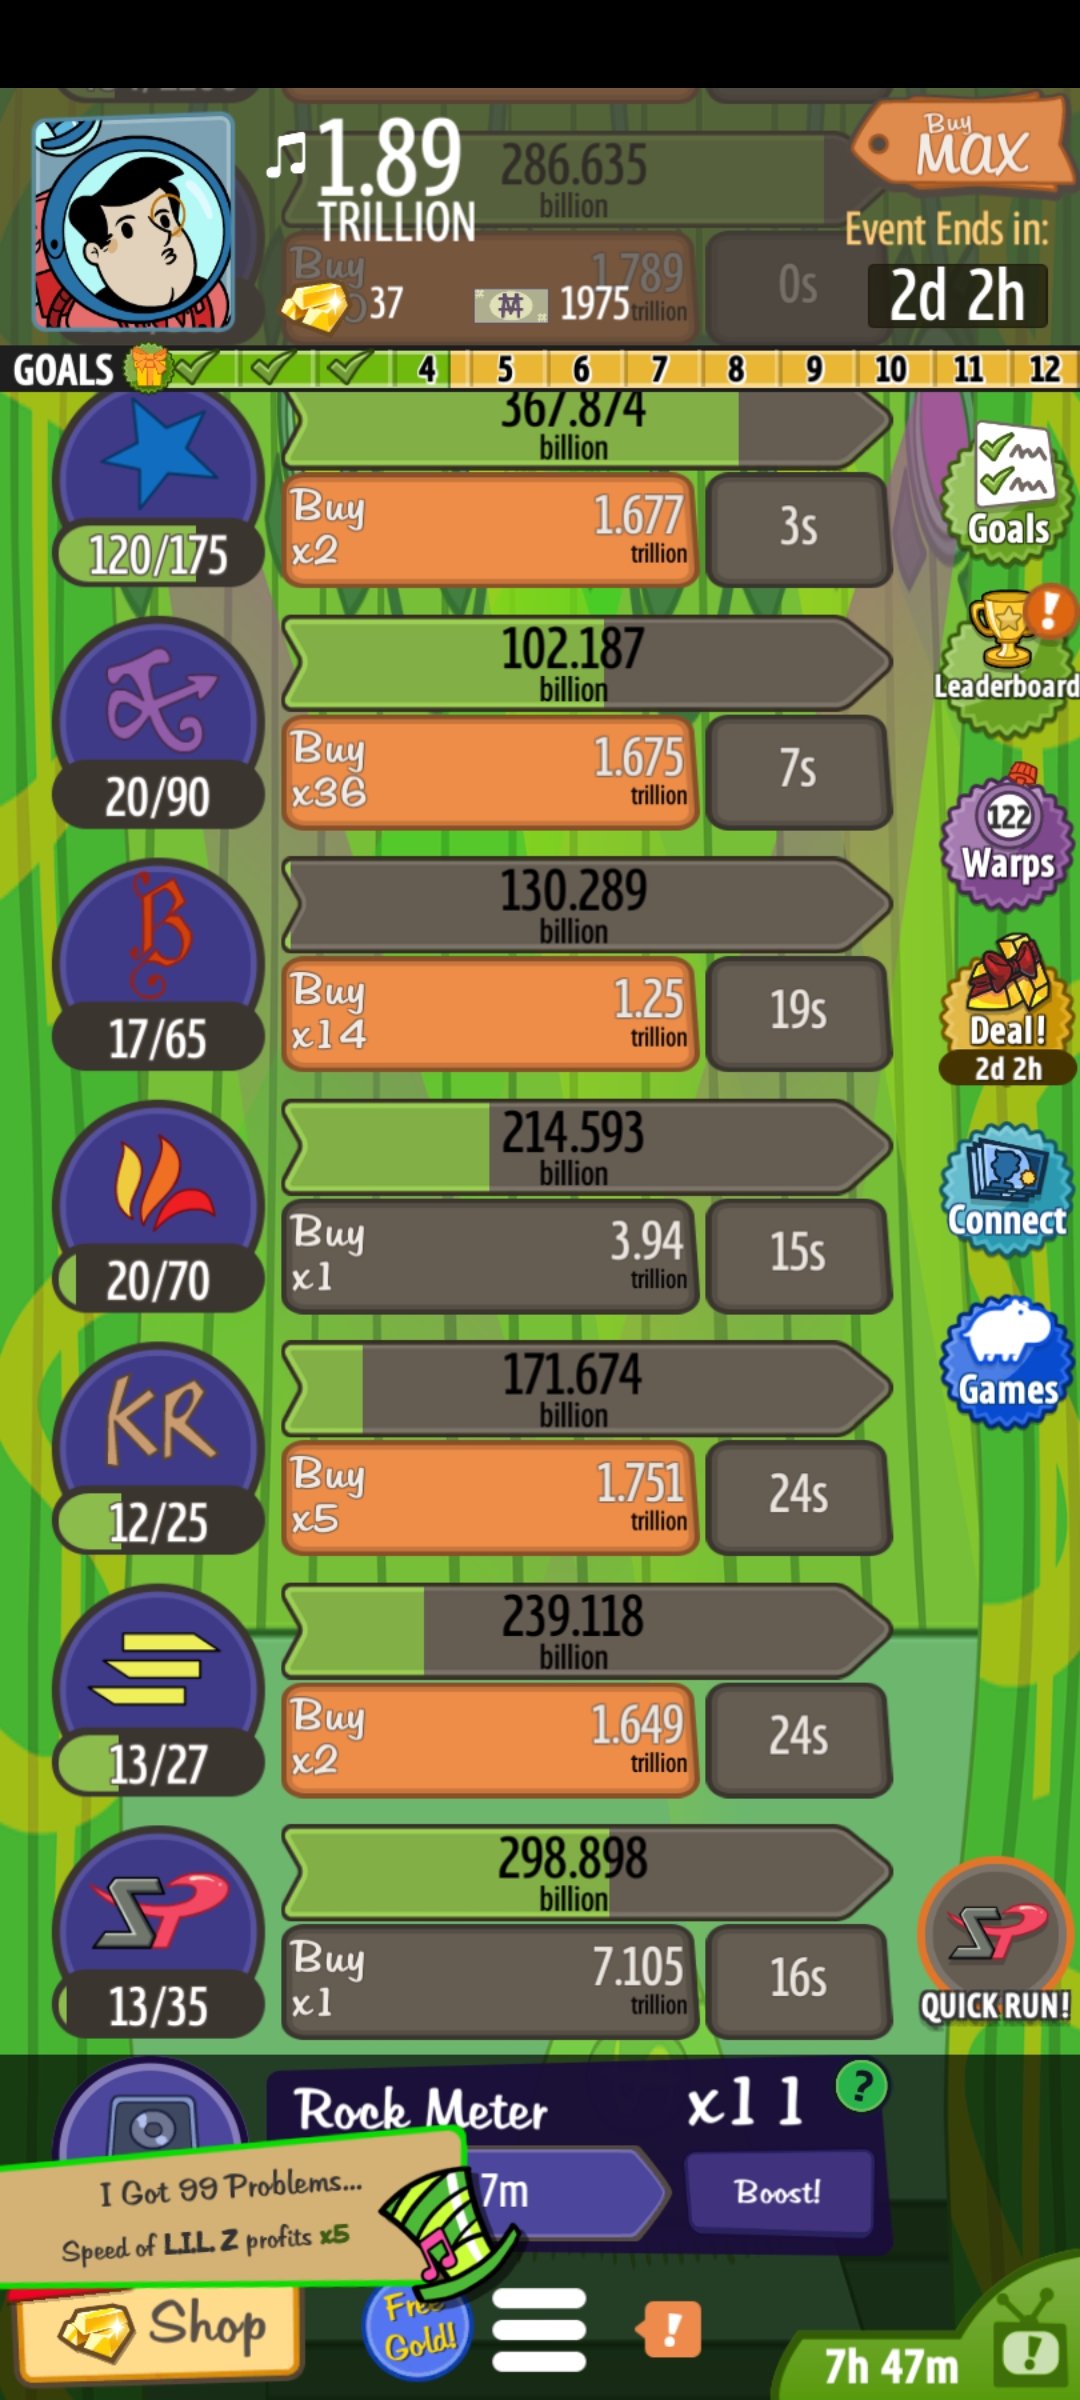 1.89
TRILLION
286.635
billion
Buy
MAX
Event Ends in:
2d 2h
Buy
1.789
trillion
0s
37
1975
GOALS 4 5 6 7 8 9 10 11 12
367.874
billion
Buy
x2
1.677
trillion
3s
120/175
Goals
102.187
billion
Leaderboard
Buy
x36
1.675
trillion
7s
20/90
122
Warps
130.289
billion
B
Buy
x14
1.25
trillion
19s
17/65
Deal!
2d 2h
214.593
billion
Buy
x1
3.94
trillion
15s
20/70
Connect
171.674
billion
KR
Games
Buy
x5
1.751
trillion
24s
12/25
239.118
billion
Buy
x2
1.649
trillion
24s
13/27
298.898
billion
SP
Buy
x1
7.105
trillion
16s
13/35
SP
QUICK RUN!
Rock Meter
x11
?
7m
Boost!
I Got 99 Problems...
Speed of L.I.L. Z profits x5
Shop
Free
Gold!
!
7h 47m
!